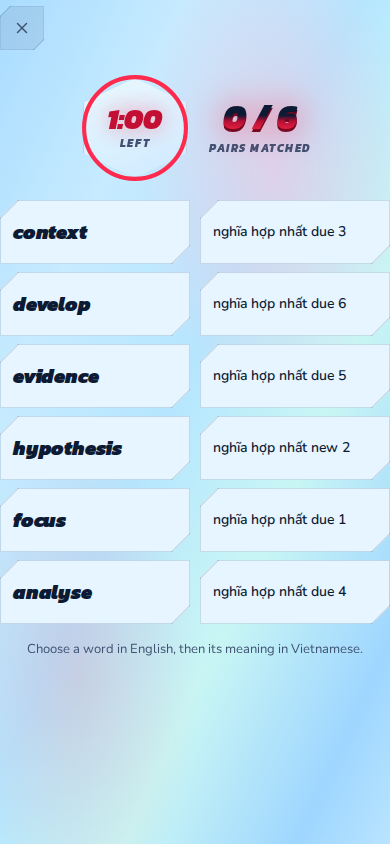 ×
1:00
LEFT
0 / 6
PAIRS MATCHED
context
nghĩa hợp nhất due 3
develop
nghĩa hợp nhất due 6
evidence
nghĩa hợp nhất due 5
hypothesis
nghĩa hợp nhất new 2
focus
nghĩa hợp nhất due 1
analyse
nghĩa hợp nhất due 4
Choose a word in English, then its meaning in Vietnamese.